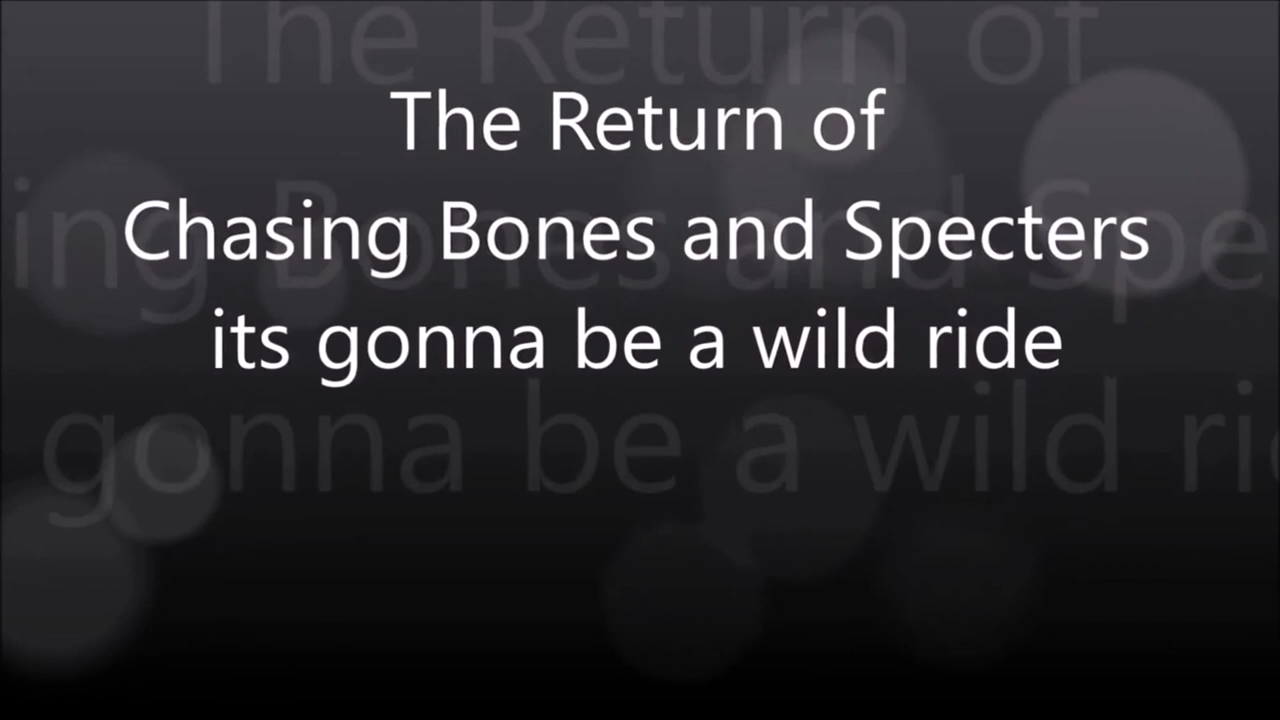 The Return of
Chasing Bones and Specters
its gonna be a wild ride